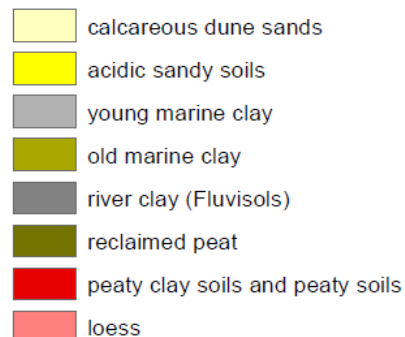 calcareous dune sands
acidic sandy soils
young marine clay
old marine clay
river clay (Fluvisols)
reclaimed peat
peaty clay soils and peaty soils
loess